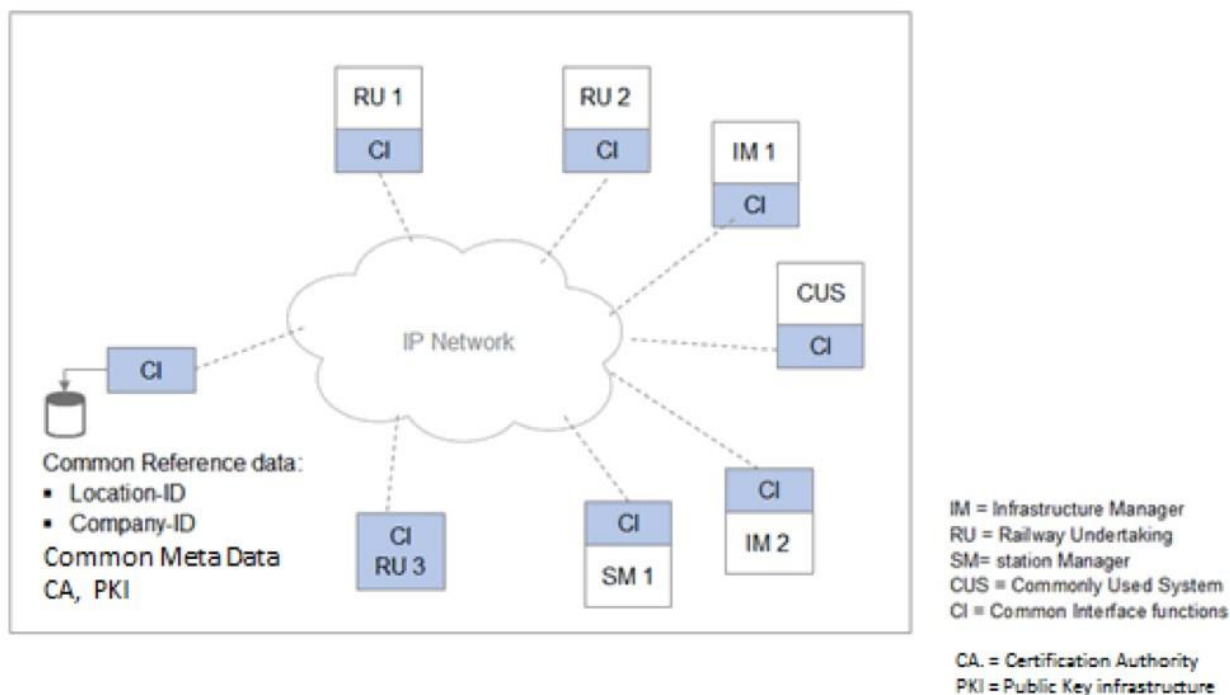 RU 1
CI
RU 2
CI
IM 1
CI
CUS
CI
IP Network
CI
Common Reference data:
▪ Location-ID
▪ Company-ID
Common Meta Data
CA, PKI
CI
RU 3
CI
SM 1
CI
IM 2
IM = Infrastructure Manager
RU = Railway Undertaking
SM= station Manager
CUS = Commonly Used System
CI = Common Interface functions
CA. = Certification Authority
PKI = Public Key infrastructure